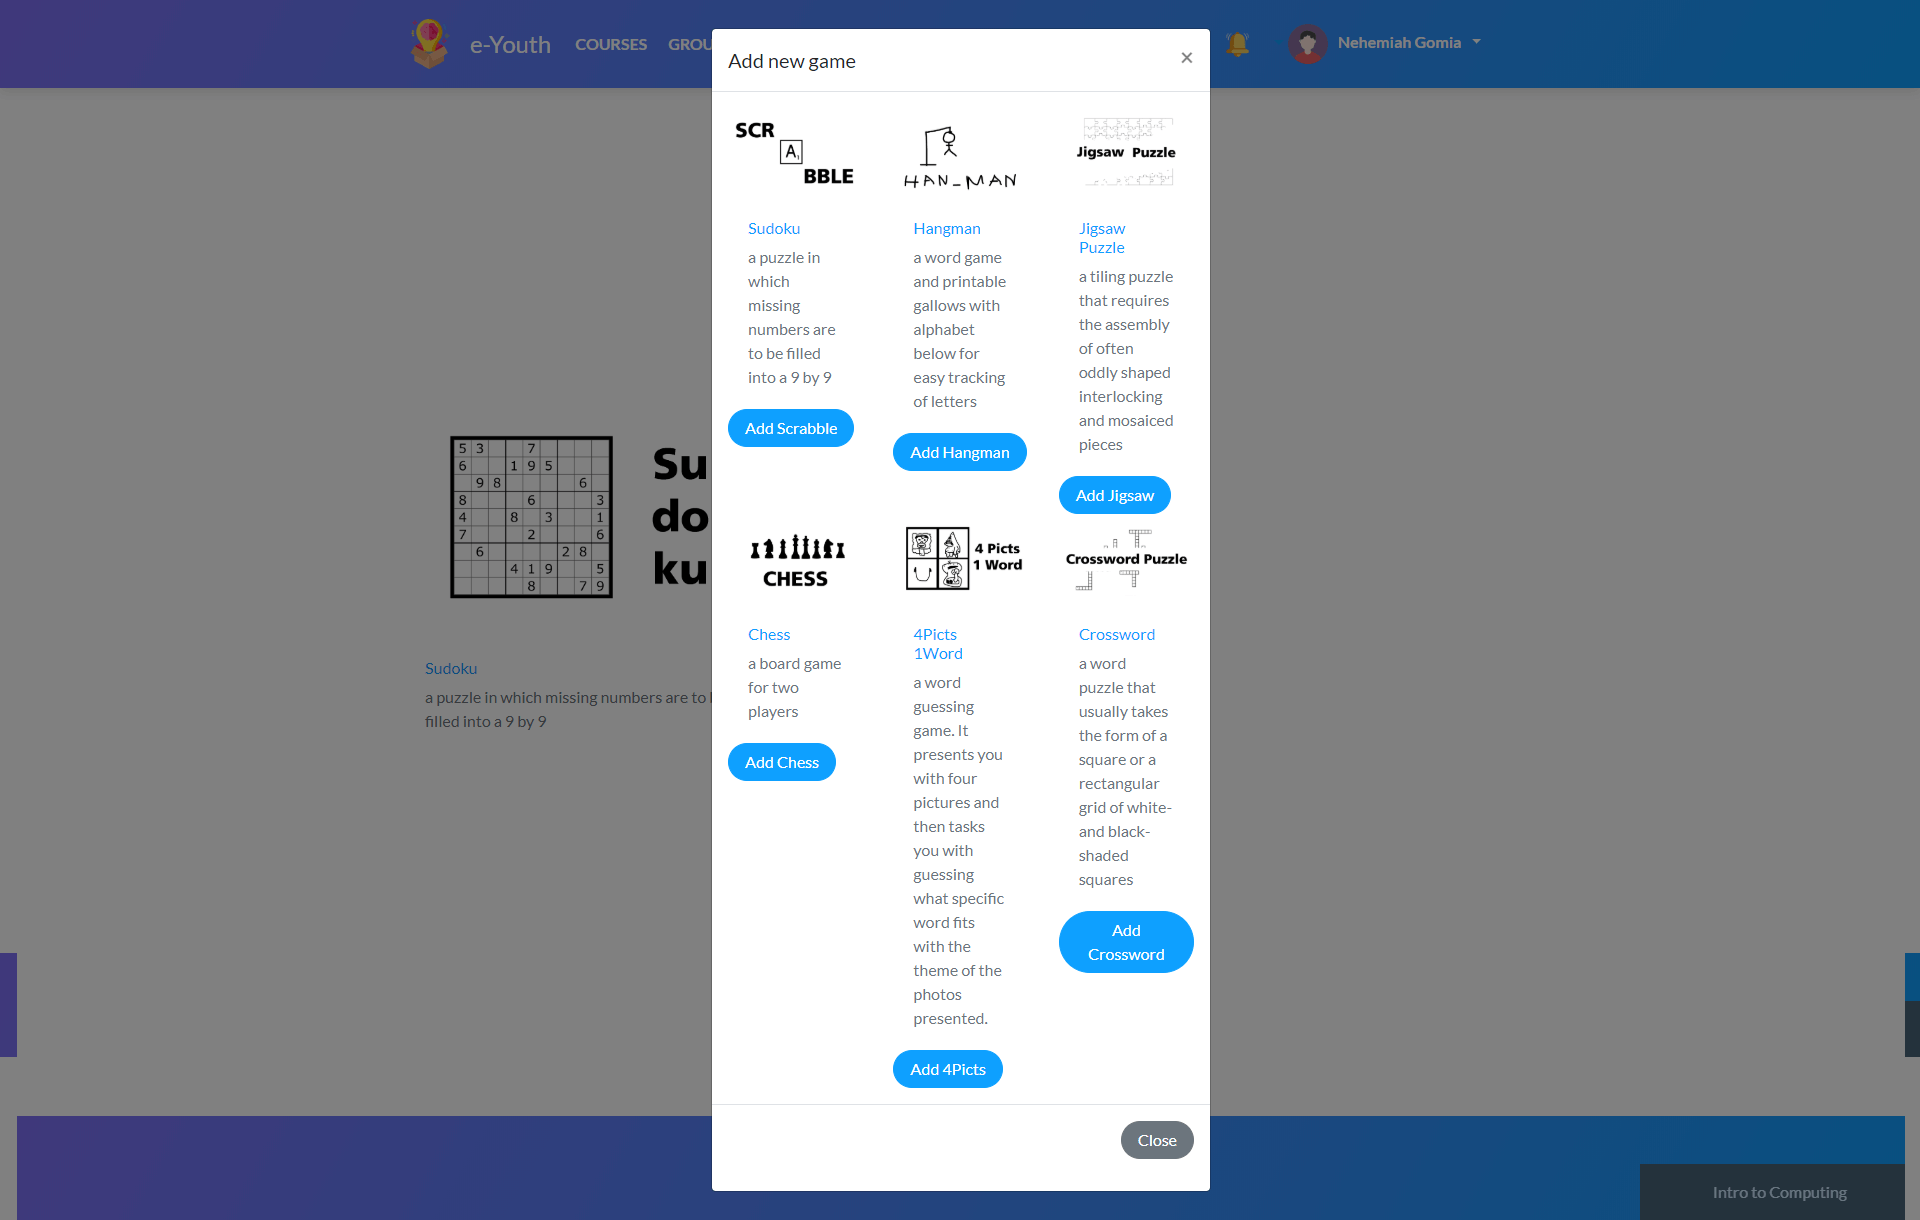 e-Youth
COURSES
GROU
Nehemiah Gomia
Add new game
×
SCR
A
BBLE
HAN_MAN
Jigsaw Puzzle
Sudoku
a puzzle in
which
missing
numbers are
to be filled
into a 9 by 9
Add Scrabble
Hangman
a word game
and printable
gallows with
alphabet
below for
easy tracking
of letters
Add Hangman
Jigsaw
Puzzle
a tiling puzzle
that requires
the assembly
of often
oddly shaped
interlocking
and mosaiced
pieces
Add Jigsaw
5 3 7
6 1 9 5
9 8 6
8 6 3
4 8 3 1
7 2 6
6 2 8
4 1 9 5
8 7 9
Su
do
ku
Sudoku
a puzzle in which missing numbers are to
filled into a 9 by 9
CHESS
4 Picts
1 Word
Crossword Puzzle
Chess
a board game
for two
players
Add Chess
4Picts
1Word
a word
guessing
game. It
presents you
with four
pictures and
then tasks
you with
guessing
what specific
word fits
with the
theme of the
photos
presented.
Add 4Picts
Crossword
a word
puzzle that
usually takes
the form of a
square or a
rectangular
grid of white-
and black-
shaded
squares
Add
Crossword
Close
Intro to Computing